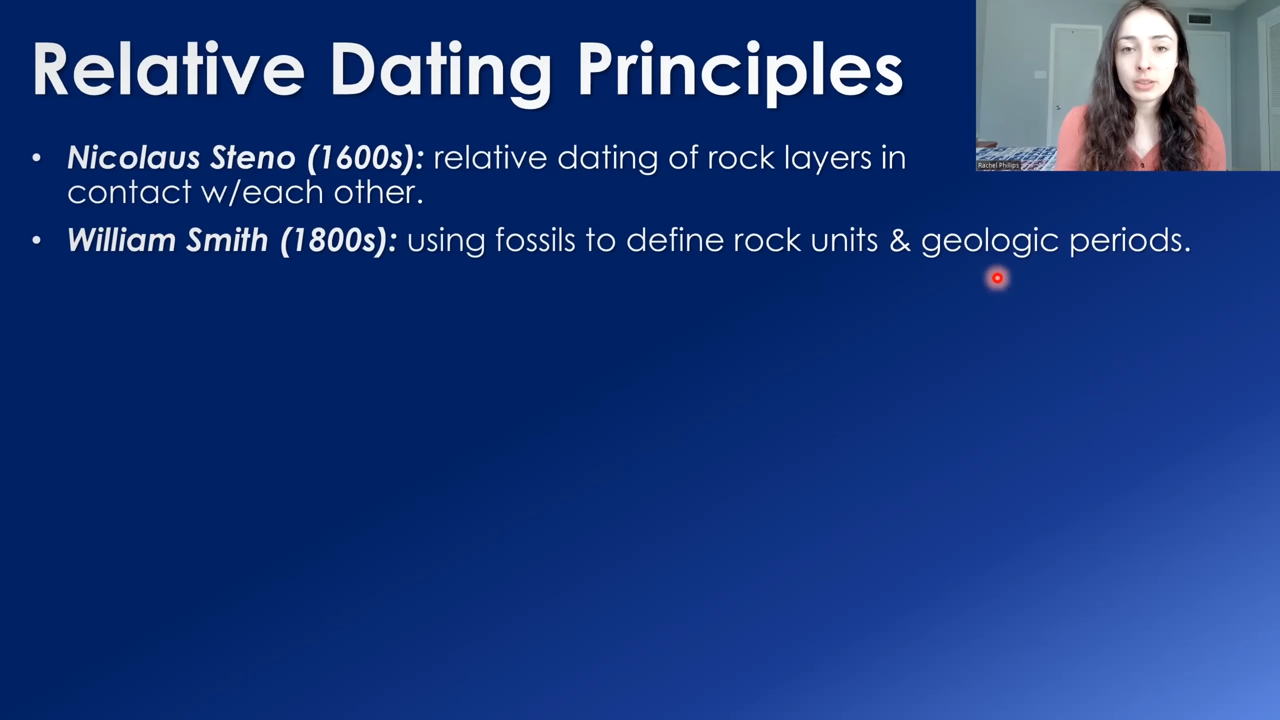 Relative Dating Principles
• Nicolaus Steno (1600s): relative dating of rock layers in
contact w/each other.
• William Smith (1800s): using fossils to define rock units & geologic periods.
Rachel Phillips